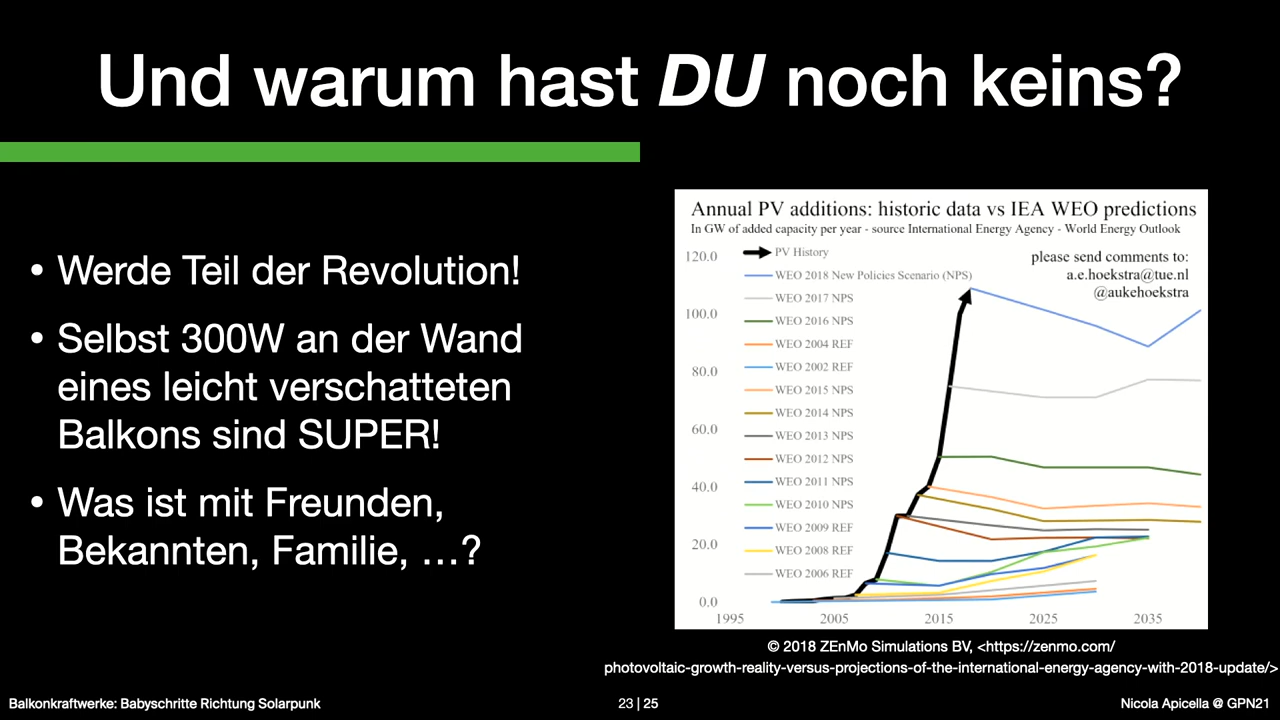 Und warum hast DU noch keins?
• Werde Teil der Revolution!
• Selbst 300W an der Wand
eines leicht verschatteten
Balkons sind SUPER!
• Was ist mit Freunden,
Bekannten, Familie, …?
Annual PV additions: historic data vs IEA WEO predictions
In GW of added capacity per year - source International Energy Agency - World Energy Outlook
please send comments to:
a.e.hoekstra@tue.nl
@aukehoekstra
120.0
100.0
80.0
60.0
40.0
20.0
0.0
PV History
WEO 2018 New Policies Scenario (NPS)
WEO 2017 NPS
WEO 2016 NPS
WEO 2004 REF
WEO 2002 REF
WEO 2015 NPS
WEO 2014 NPS
WEO 2013 NPS
WEO 2012 NPS
WEO 2011 NPS
WEO 2010 NPS
WEO 2009 REF
WEO 2008 REF
WEO 2006 REF
1995 2005 2015 2025 2035
© 2018 ZEnMo Simulations BV, <https://zenmo.com/
photovoltaic-growth-reality-versus-projections-of-the-international-energy-agency-with-2018-update/>
Balkonkraftwerke: Babyschritte Richtung Solarpunk
23 | 25
Nicola Apicella @ GPN21